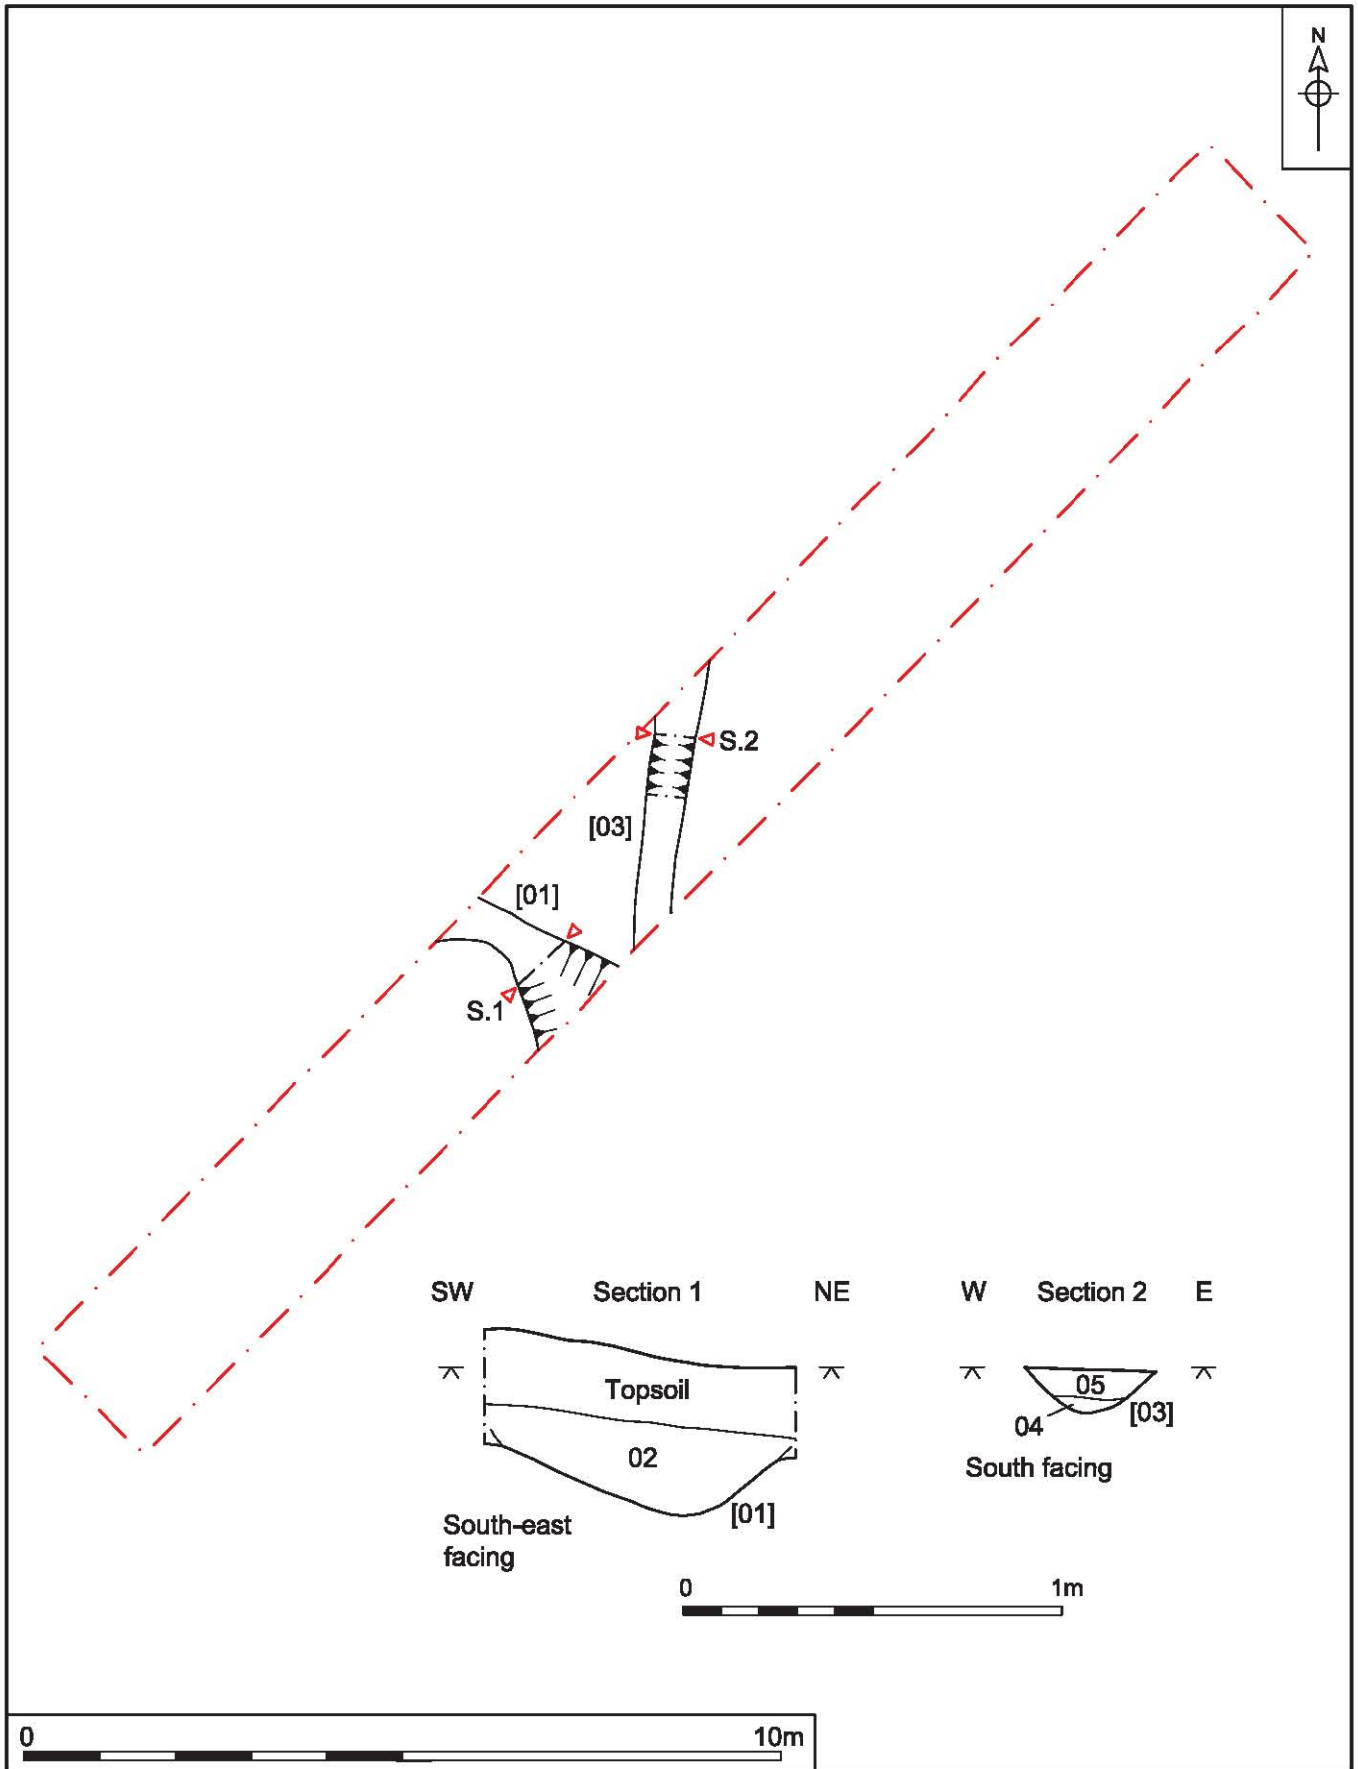 N
S.2
[03]
[01]
S.1
SW Section 1 NE W Section 2 E
Topsoil
05
02
04
[03]
South facing
[01]
South-east
facing
0 1m
0 10m